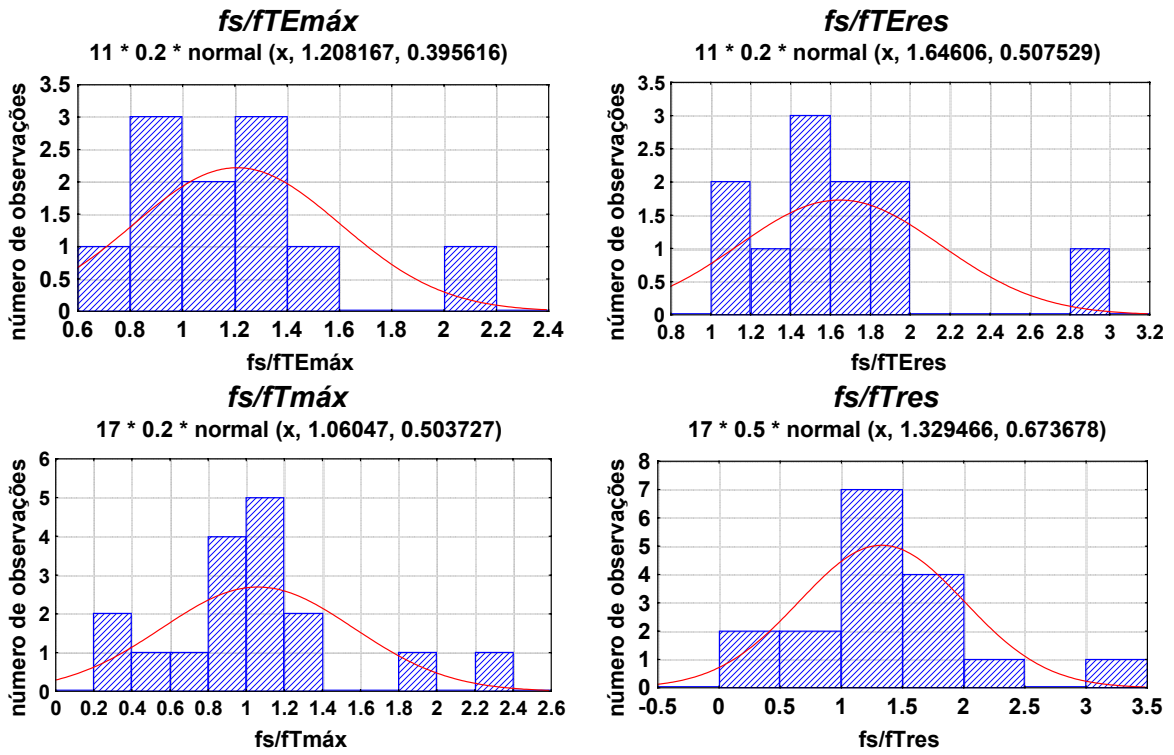 fs/fTEmáx
11 * 0.2 * normal (x, 1.208167, 0.395616)
número de observações
3.5
3
2.5
2
1.5
1
0.5
0
0.6 0.8 1 1.2 1.4 1.6 1.8 2 2.2 2.4
fs/fTEmáx
fs/fTEres
11 * 0.2 * normal (x, 1.64606, 0.507529)
número de observações
3.5
3
2.5
2
1.5
1
0.5
0
0.8 1 1.2 1.4 1.6 1.8 2 2.2 2.4 2.6 2.8 3 3.2
fs/fTEres
fs/fTmáx
17 * 0.2 * normal (x, 1.06047, 0.503727)
número de observações
6
5
4
3
2
1
0
0 0.2 0.4 0.6 0.8 1 1.2 1.4 1.6 1.8 2 2.2 2.4 2.6
fs/fTmáx
fs/fTres
17 * 0.5 * normal (x, 1.329466, 0.673678)
número de observações
8
7
6
5
4
3
2
1
0
-0.5 0 0.5 1 1.5 2 2.5 3 3.5
fs/fTres